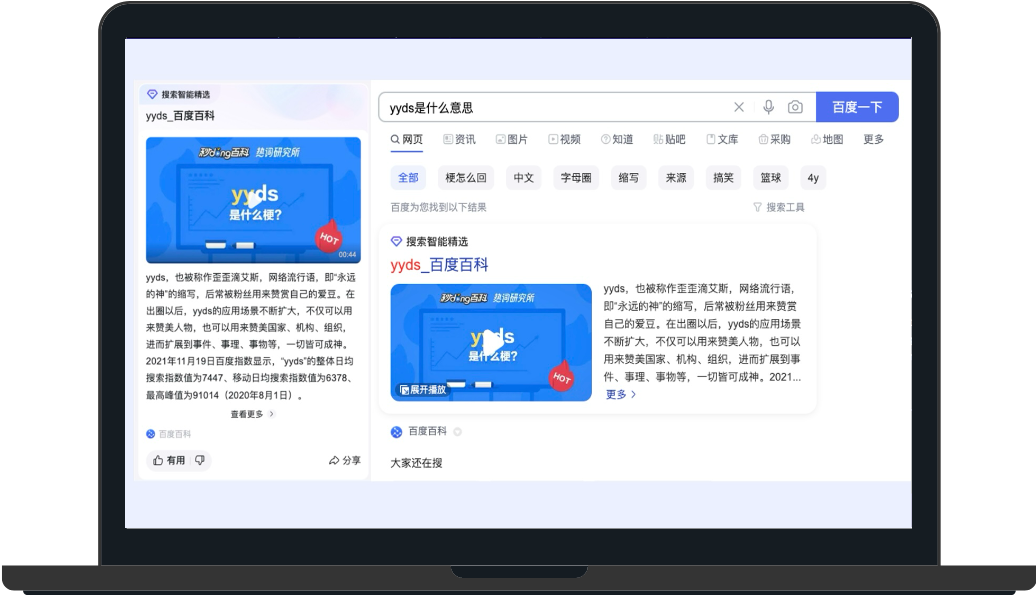 搜索智能精选
yyds_百度百科
秒dǒng百科 热词研究所
yyds
是什么梗?
HOT
00:44
yyds，也被称作歪歪滴艾斯，网络流行语，即“永远
的神”的缩写，后常被粉丝用来赞赏自己的爱豆。在
出圈以后，yyds的应用场景不断扩大，不仅可以用
来赞美人物，也可以用来赞美国家、机构、组织，
进而扩展到事件、事理、事物等，一切皆可成神。
2021年11月19日百度指数显示，“yyds”的整体日均
搜索指数值为7447、移动日均搜索指数值为6378、
最高峰值为91014（2020年8月1日）。
查看更多
百度百科
有用
分享
yyds是什么意思
百度一下
网页 资讯 图片 视频 知道 贴吧 文库 采购 地图 更多
全部 梗怎么回 中文 字母圈 缩写 来源 搞笑 篮球 4y
百度为您找到以下结果
搜索工具
搜索智能精选
yyds_百度百科
秒dǒng百科 热词研究所
yyds
是什么梗?
HOT
展开播放
yyds，也被称作歪歪滴艾斯，网络流行语，
即“永远的神”的缩写，后常被粉丝用来赞赏
自己的爱豆。在出圈以后，yyds的应用场景
不断扩大，不仅可以用来赞美人物，也可以
用来赞美国家、机构、组织，进而扩展到事
件、事理、事物等，一切皆可成神。2021...
更多
百度百科
大家还在搜